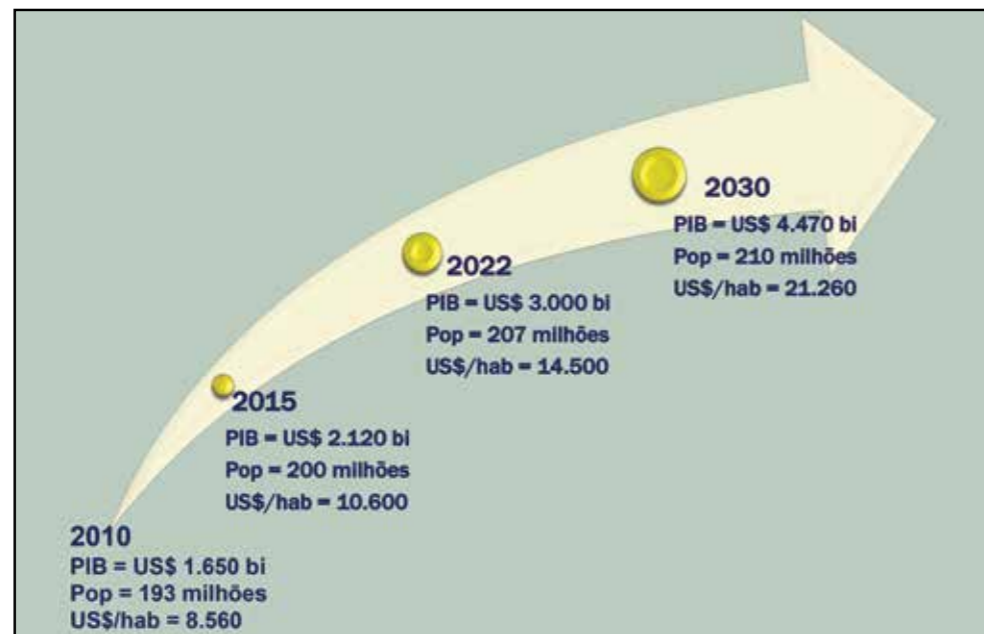 2030
PIB = US$ 4.470 bi
Pop = 210 milhões
US$/hab = 21.260
2022
PIB = US$ 3.000 bi
Pop = 207 milhões
US$/hab = 14.500
2015
PIB = US$ 2.120 bi
Pop = 200 milhões
US$/hab = 10.600
2010
PIB = US$ 1.650 bi
Pop = 193 milhões
US$/hab = 8.560